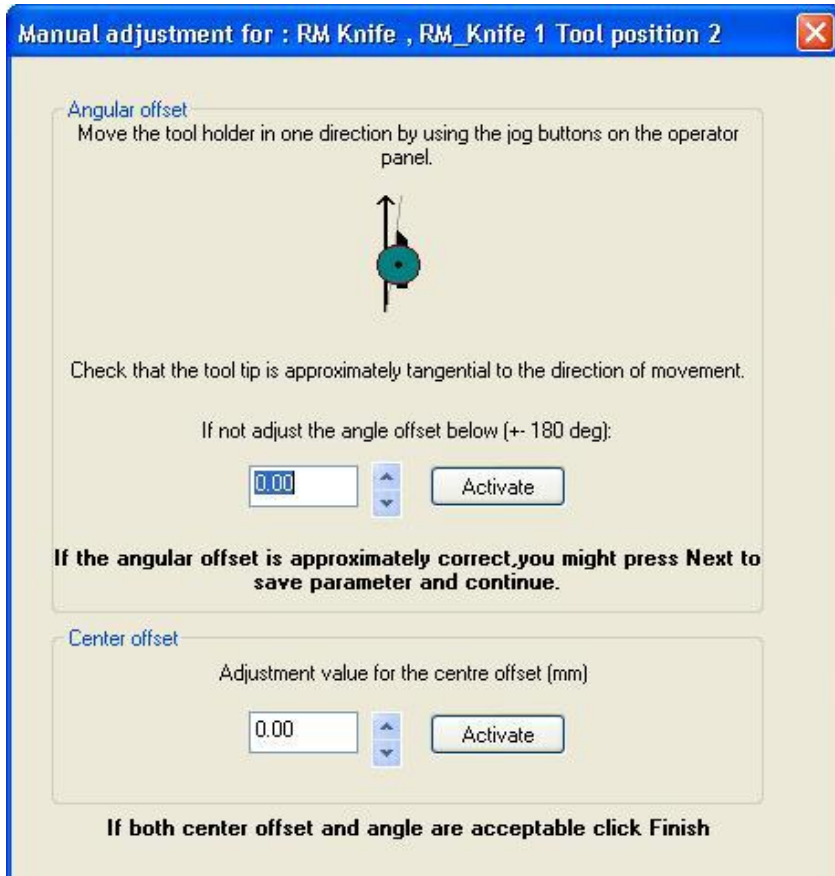 Manual adjustment for : RM Knife , RM_Knife 1 Tool position 2
Angular offset
Move the tool holder in one direction by using the jog buttons on the operator
panel.
Check that the tool tip is approximately tangential to the direction of movement.
If not adjust the angle offset below (+- 180 deg):
0.00
Activate
If the angular offset is approximately correct,you might press Next to
save parameter and continue.
Center offset
Adjustment value for the centre offset (mm)
0.00
Activate
If both center offset and angle are acceptable click Finish